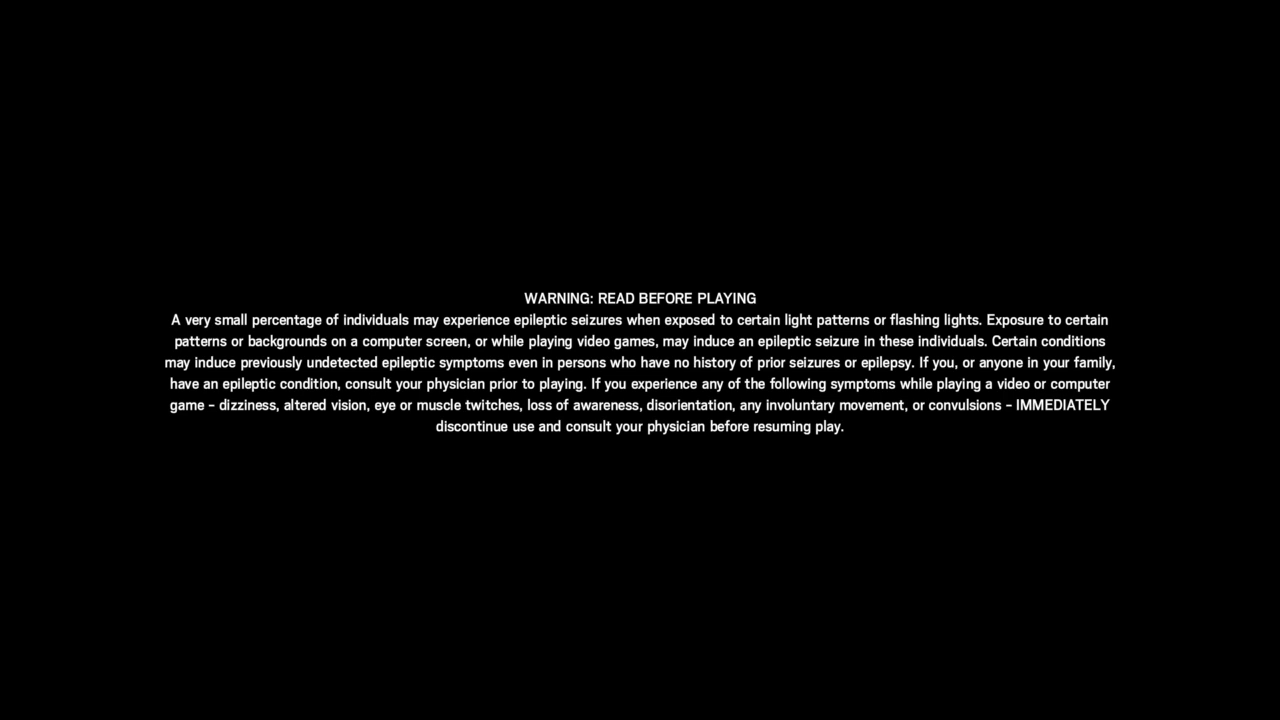 WARNING: READ BEFORE PLAYING
A very small percentage of individuals may experience epileptic seizures when exposed to certain light patterns or flashing lights. Exposure to certain
patterns or backgrounds on a computer screen, or while playing video games, may induce an epileptic seizure in these individuals. Certain conditions
may induce previously undetected epileptic symptoms even in persons who have no history of prior seizures or epilepsy. If you, or anyone in your family,
have an epileptic condition, consult your physician prior to playing. If you experience any of the following symptoms while playing a video or computer
game – dizziness, altered vision, eye or muscle twitches, loss of awareness, disorientation, any involuntary movement, or convulsions – IMMEDIATELY
discontinue use and consult your physician before resuming play.